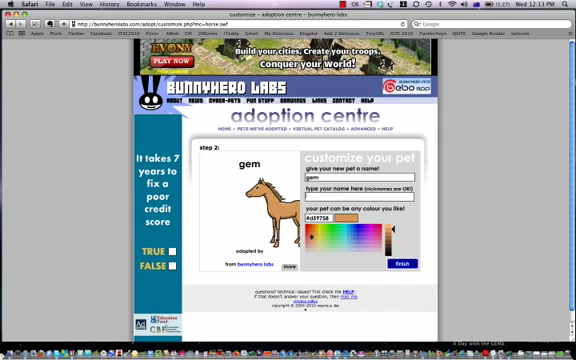 Safari File Edit View History Bookmarks Window Help
Wed 12:13 PM
customize – adoption centre – bunnyhero labs
http://bunnyherolabs.com/adopt/customize.php?mc=horse.swf
Google
EVONY
PLAY NOW
Build your cities. Create your troops.
Conquer your World!
BUNNYHERO LABS
BUNNYHERO PETS
bebo app
ABOUT NEWS CYBER-PETS FUN STUFF DRAWINGS LINKS CONTACT HELP
adoption centre
HOME • PETS WE'VE ADOPTED • VIRTUAL PET CATALOG • ADVANCED • HELP
It takes 7
years to
fix a
poor
credit
score
TRUE
FALSE
step 2:
gem
adopted by
from bunnyhero labs
more
customize your pet
give your new pet a name!
gem
type your name here (nicknames are OK!)
your pet can be any colour you like!
#d59758
finish
questions? technical issues? first check the HELP.
if that doesn't answer your question, then mail me
privacy policy
A Day with the GEMS